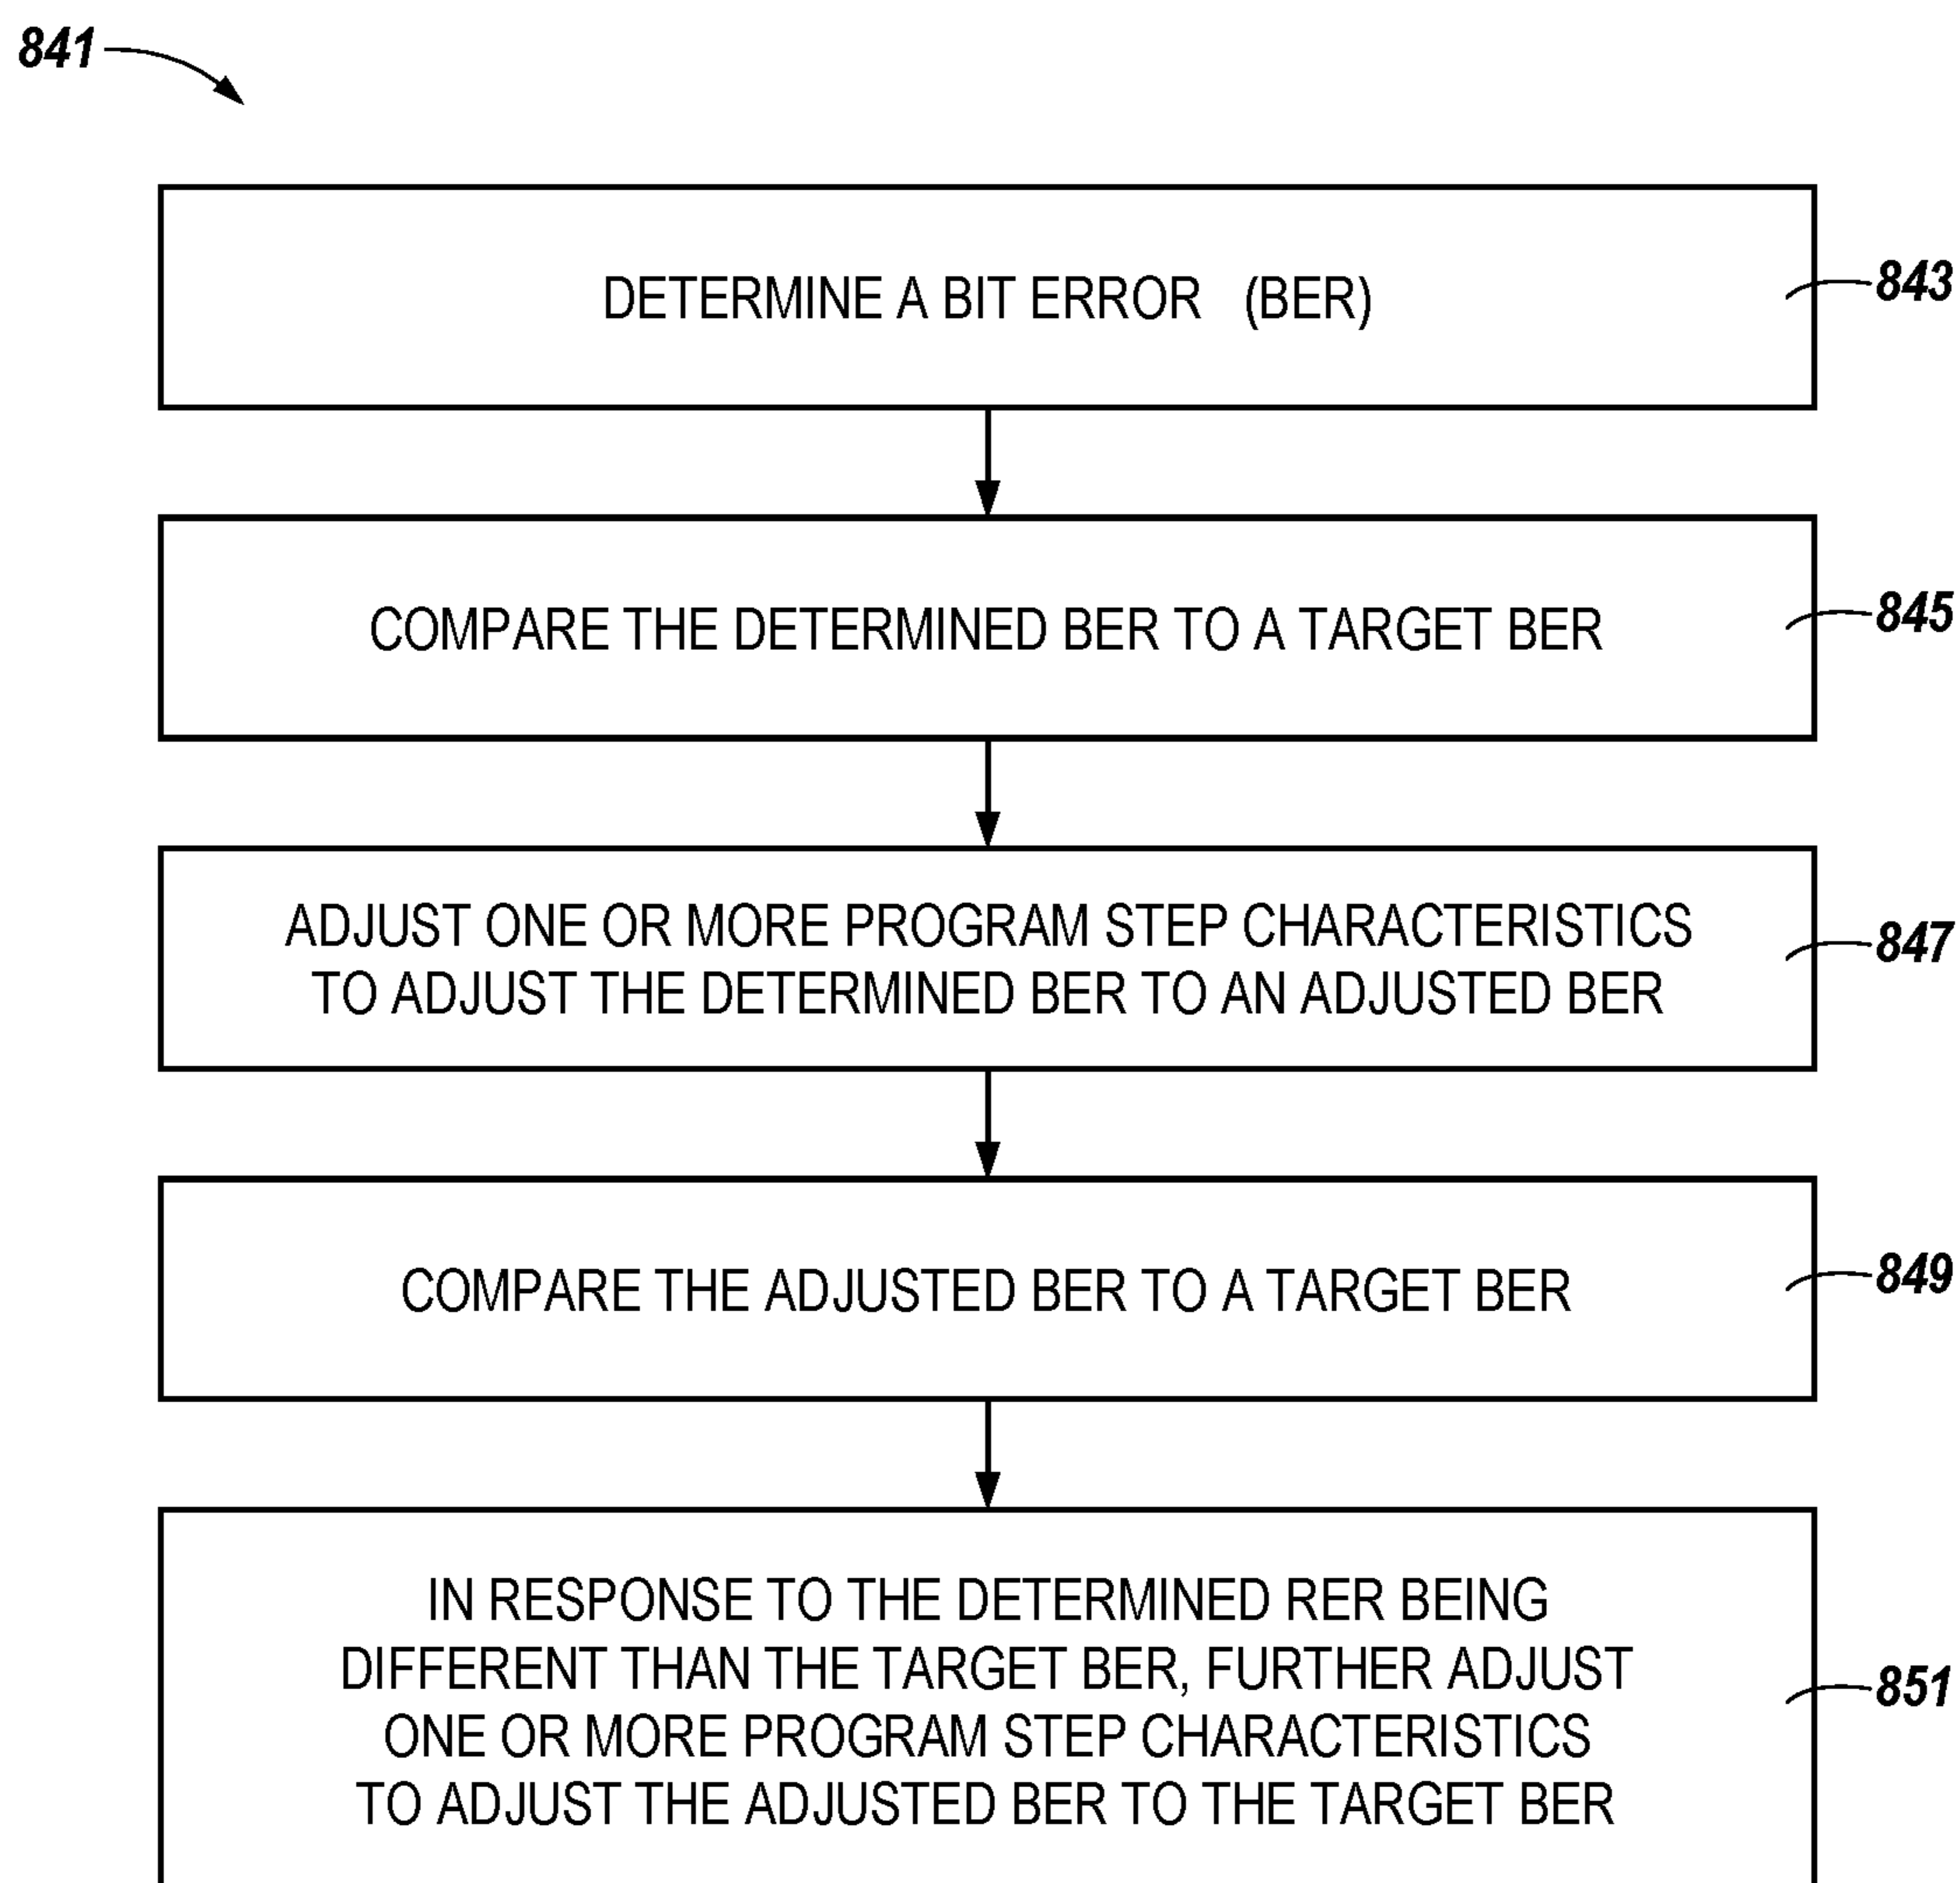 841
DETERMINE A BIT ERROR (BER)
843
COMPARE THE DETERMINED BER TO A TARGET BER
845
ADJUST ONE OR MORE PROGRAM STEP CHARACTERISTICS
TO ADJUST THE DETERMINED BER TO AN ADJUSTED BER
847
COMPARE THE ADJUSTED BER TO A TARGET BER
849
IN RESPONSE TO THE DETERMINED RER BEING
DIFFERENT THAN THE TARGET BER, FURTHER ADJUST
ONE OR MORE PROGRAM STEP CHARACTERISTICS
TO ADJUST THE ADJUSTED BER TO THE TARGET BER
851